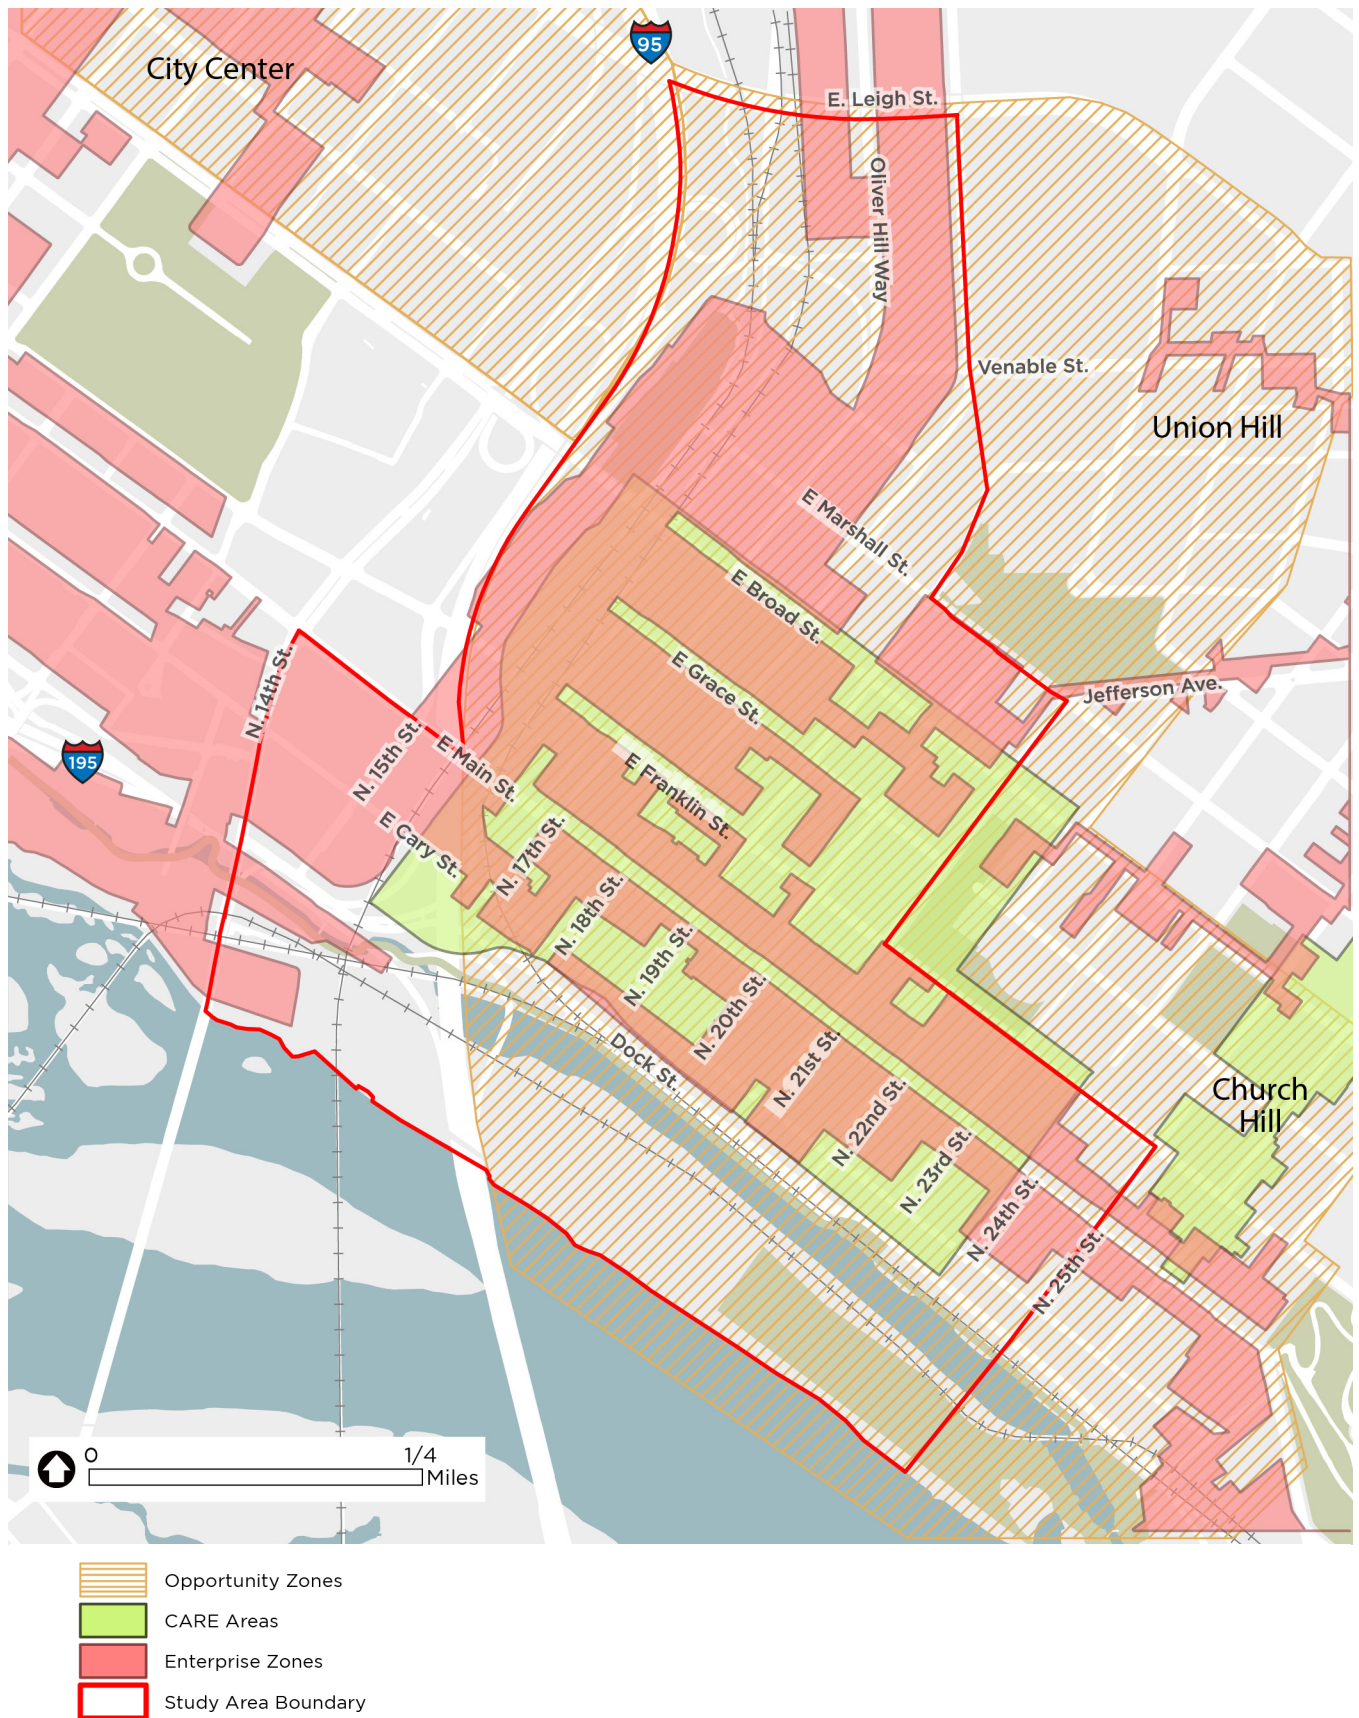 95
City Center
E. Leigh St.
Oliver Hill Way
Venable St.
Union Hill
E Marshall St.
E Broad St.
E Grace St.
Jefferson Ave.
N. 14th St.
195
N. 15th St.
E Main St.
E Franklin St.
E Cary St.
N. 17th St.
N. 18th St.
N. 19th St.
N. 20th St.
Dock St.
N. 21st St.
N. 22nd St.
N. 23rd St.
Church
Hill
N. 24th St.
N. 25th St.
0 1/4
Miles
Opportunity Zones
CARE Areas
Enterprise Zones
Study Area Boundary